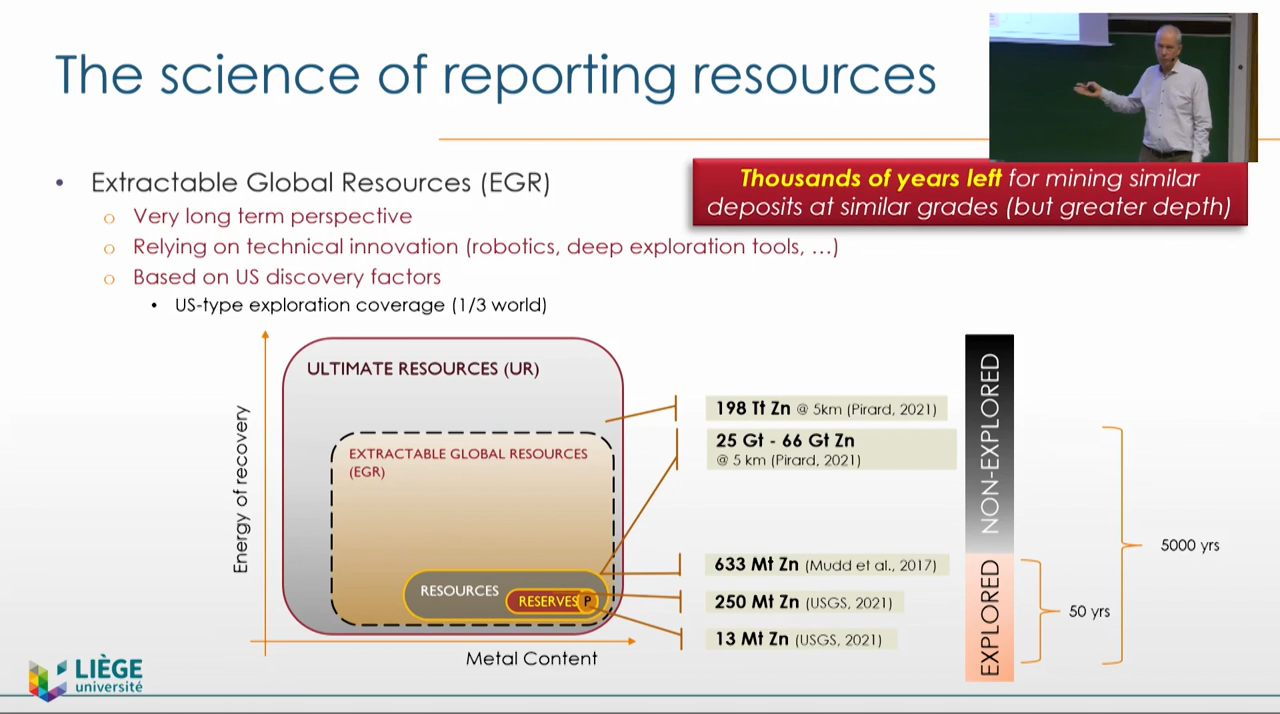 The science of reporting resources
• Extractable Global Resources (EGR)
o Very long term perspective
o Relying on technical innovation (robotics, deep exploration tools, …)
o Based on US discovery factors
• US-type exploration coverage (1/3 world)
Thousands of years left for mining similar
deposits at similar grades (but greater depth)
Energy of recovery
Metal Content
ULTIMATE RESOURCES (UR)
EXTRACTABLE GLOBAL RESOURCES
(EGR)
RESOURCES
RESERVES
P
198 Tt Zn @ 5km (Pirard, 2021)
25 Gt - 66 Gt Zn
@ 5 km (Pirard, 2021)
633 Mt Zn (Mudd et al., 2017)
250 Mt Zn (USGS, 2021)
13 Mt Zn (USGS, 2021)
NON-EXPLORED
EXPLORED
5000 yrs
50 yrs
LIÈGE
université